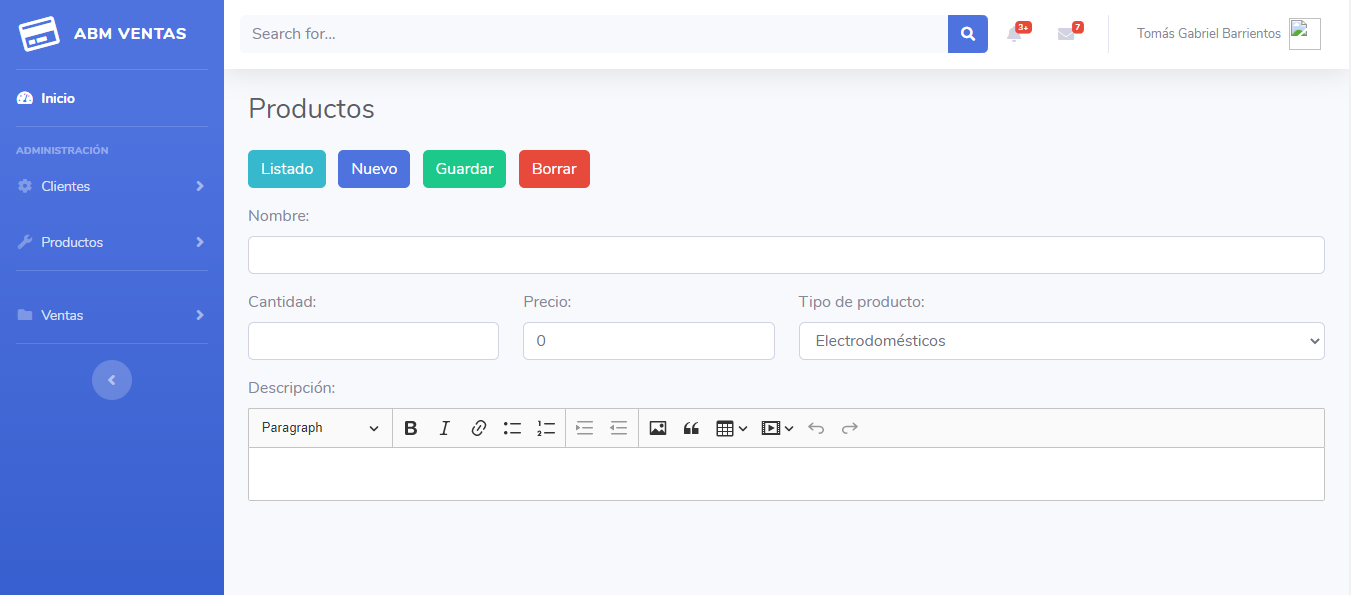 ABM VENTAS
Search for...
3+
7
Tomás Gabriel Barrientos
Inicio
ADMINISTRACIÓN
Clientes
Productos
Ventas
Productos
Listado
Nuevo
Guardar
Borrar
Nombre:
Cantidad:
Precio:
Tipo de producto:
0
Electrodomésticos
Descripción:
Paragraph